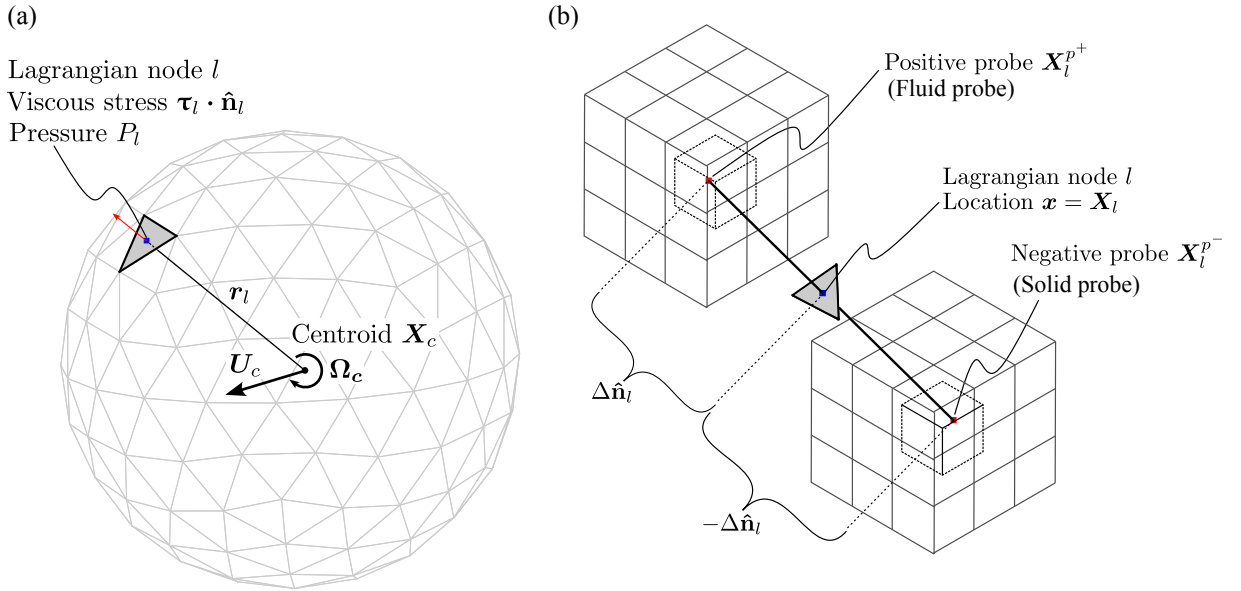 (a)
Lagrangian node l
Viscous stress τ_l · n̂_l
Pressure P_l
r_l
Centroid X_c
U_c
Ω_c
(b)
Positive probe X_l^{p^+}
(Fluid probe)
Lagrangian node l
Location x = X_l
Negative probe X_l^{p^-}
(Solid probe)
Δn̂_l
−Δn̂_l